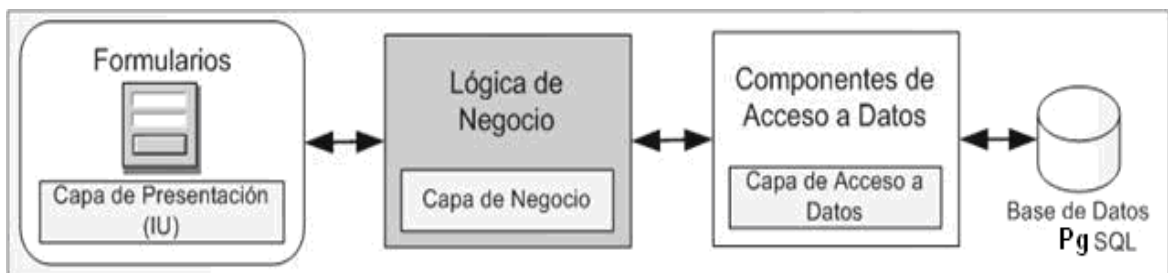 Formularios
Capa de Presentación
(IU)
Lógica de
Negocio
Capa de Negocio
Componentes de
Acceso a Datos
Capa de Acceso a
Datos
Base de Datos
Pg SQL